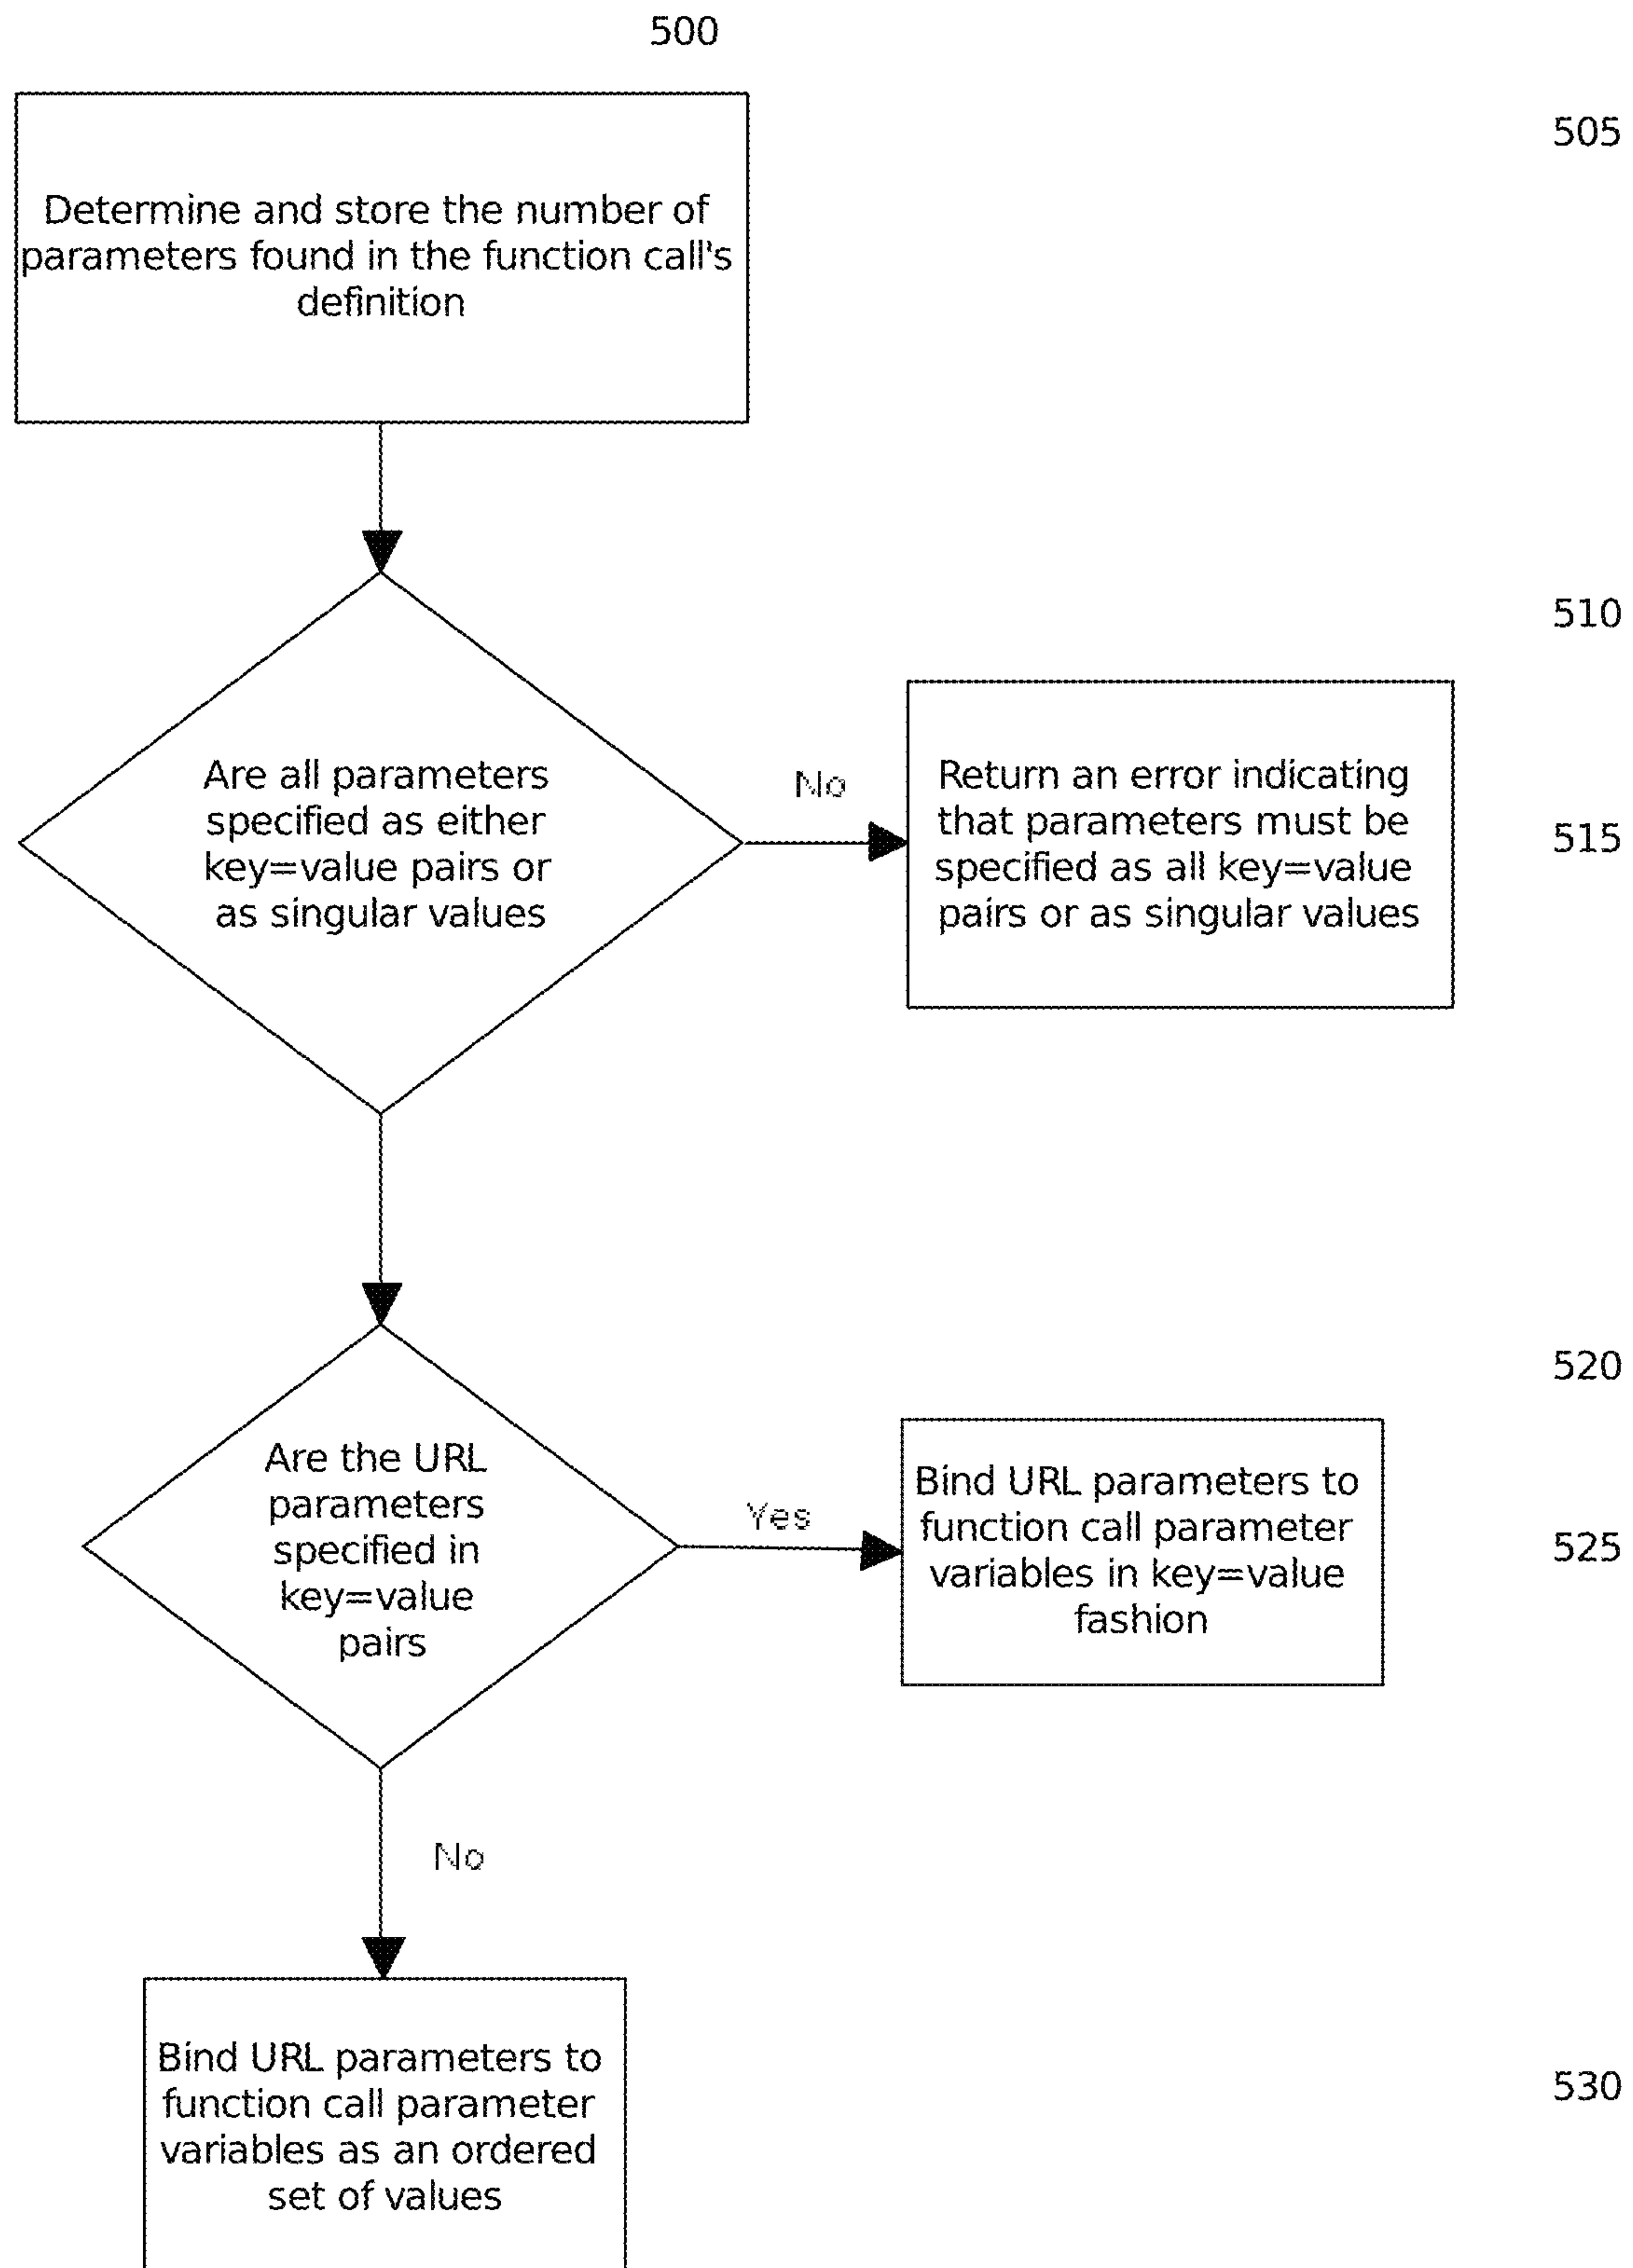 500
505
Determine and store the number of
parameters found in the function call's
definition
510
Are all parameters
specified as either
key=value pairs or
as singular values
No
Return an error indicating
that parameters must be
specified as all key=value
pairs or as singular values
515
520
Are the URL
parameters
specified in
key=value
pairs
Yes
Bind URL parameters to
function call parameter
variables in key=value
fashion
525
No
Bind URL parameters to
function call parameter
variables as an ordered
set of values
530